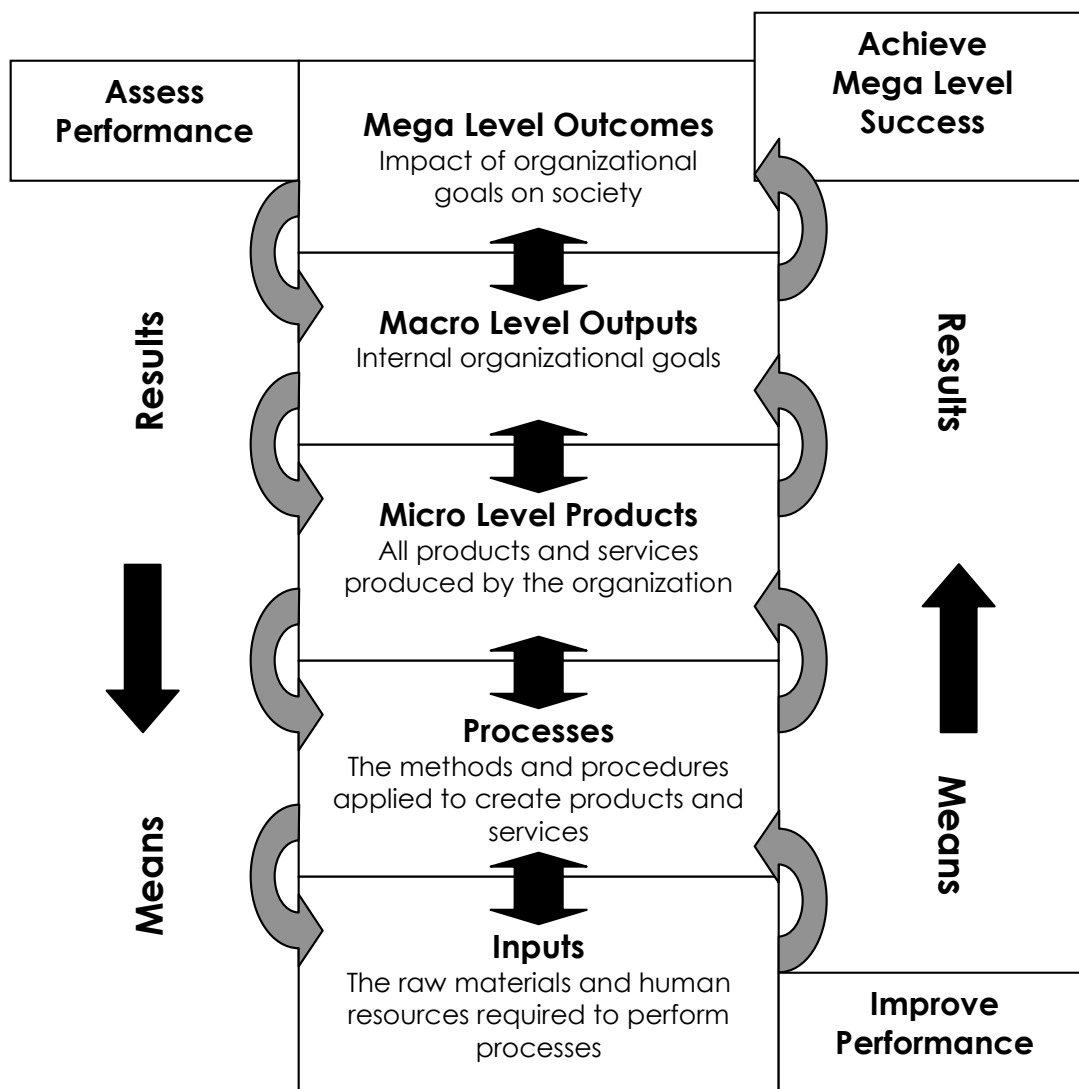 Assess
Performance
Mega Level Outcomes
Impact of organizational
goals on society
Achieve
Mega Level
Success
Macro Level Outputs
Internal organizational goals
Micro Level Products
All products and services
produced by the organization
Processes
The methods and procedures
applied to create products and
services
Inputs
The raw materials and human
resources required to perform
processes
Results
Means
Results
Means
Improve
Performance